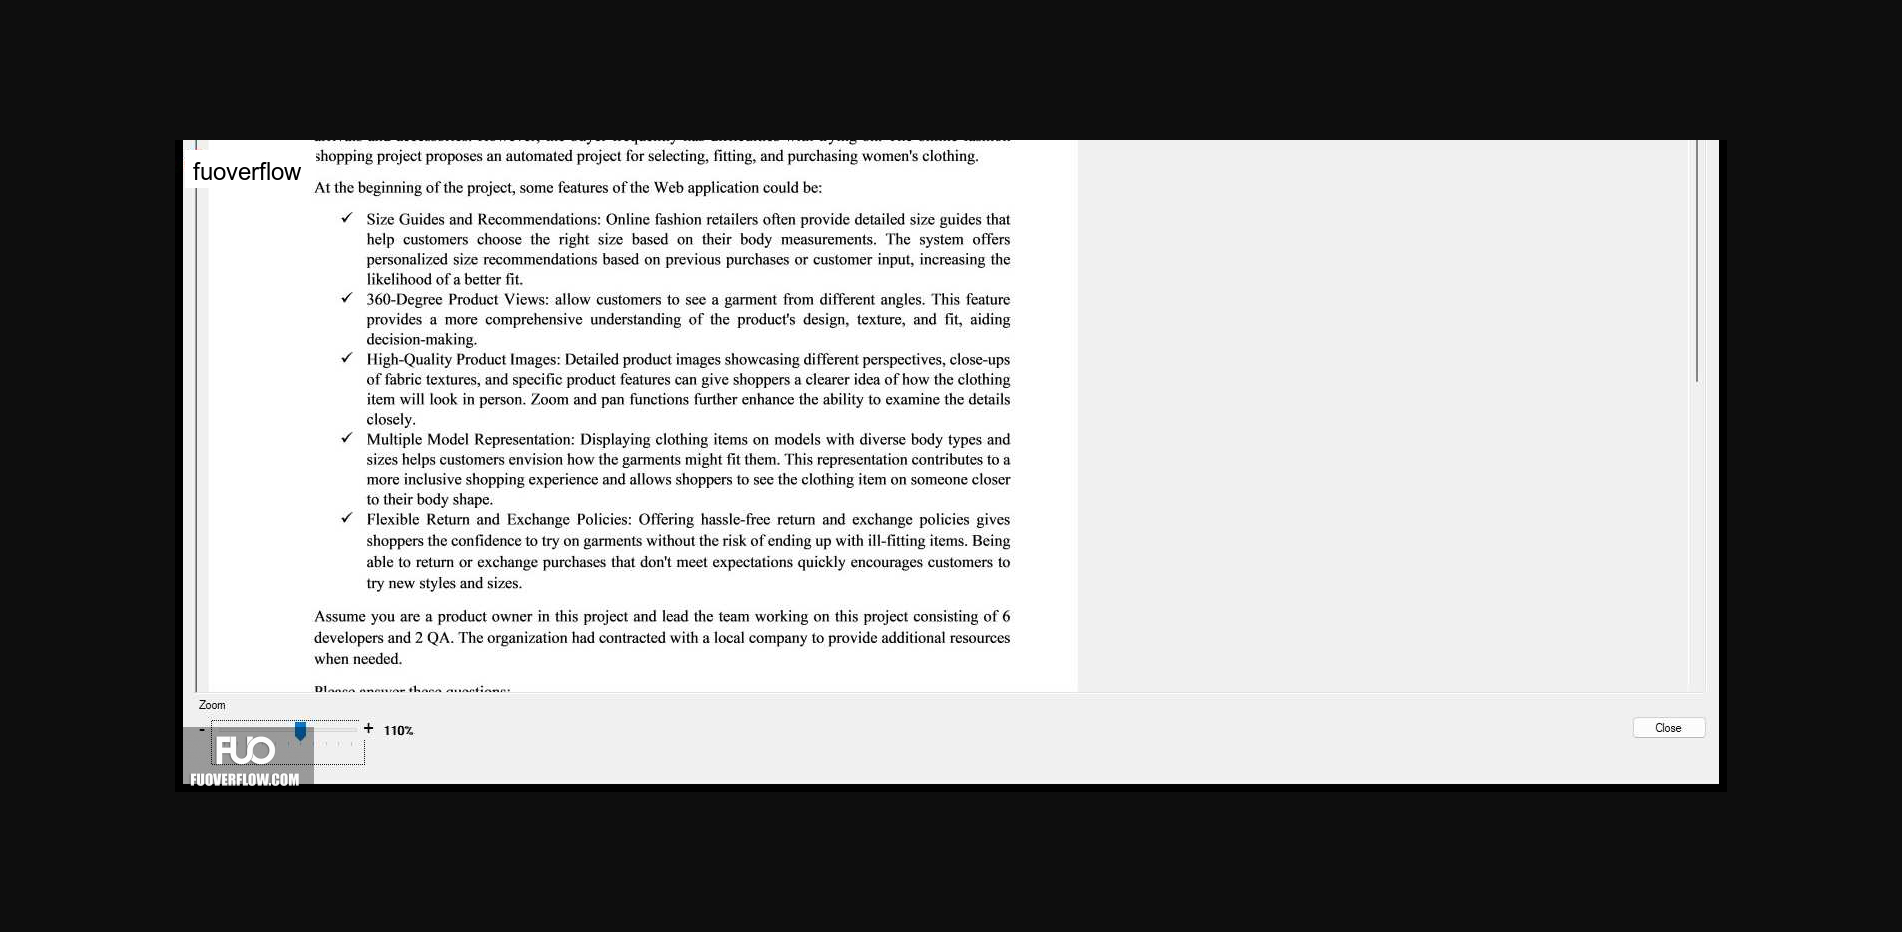 fuoverflow
shopping project proposes an automated project for selecting, fitting, and purchasing women's clothing.
At the beginning of the project, some features of the Web application could be:
✓ Size Guides and Recommendations: Online fashion retailers often provide detailed size guides that
help customers choose the right size based on their body measurements. The system offers
personalized size recommendations based on previous purchases or customer input, increasing the
likelihood of a better fit.
✓ 360-Degree Product Views: allow customers to see a garment from different angles. This feature
provides a more comprehensive understanding of the product's design, texture, and fit, aiding
decision-making.
✓ High-Quality Product Images: Detailed product images showcasing different perspectives, close-ups
of fabric textures, and specific product features can give shoppers a clearer idea of how the clothing
item will look in person. Zoom and pan functions further enhance the ability to examine the details
closely.
✓ Multiple Model Representation: Displaying clothing items on models with diverse body types and
sizes helps customers envision how the garments might fit them. This representation contributes to a
more inclusive shopping experience and allows shoppers to see the clothing item on someone closer
to their body shape.
✓ Flexible Return and Exchange Policies: Offering hassle-free return and exchange policies gives
shoppers the confidence to try on garments without the risk of ending up with ill-fitting items. Being
able to return or exchange purchases that don't meet expectations quickly encourages customers to
try new styles and sizes.
Assume you are a product owner in this project and lead the team working on this project consisting of 6
developers and 2 QA. The organization had contracted with a local company to provide additional resources
when needed.
Please answer these questions:
Zoom
- + 110%
Close
FUO
FUOVERFLOW.COM